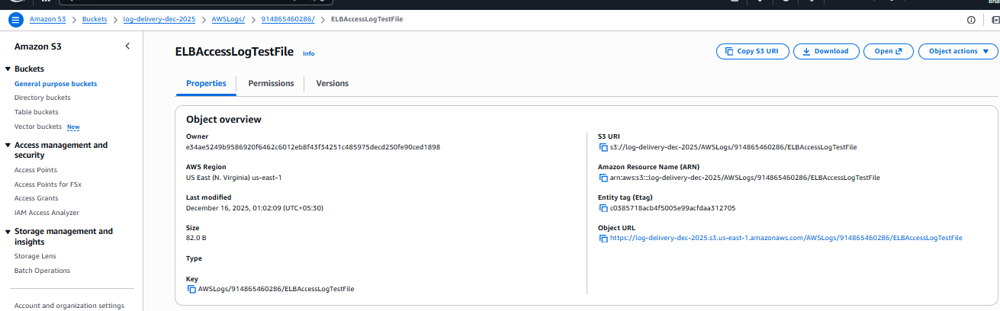 Amazon S3 > Buckets > log-delivery-dec-2025 > AWSLogs/ > 914865460286/ > ELBAccessLogTestFile
Amazon S3
Buckets
General purpose buckets
Directory buckets
Table buckets
Vector buckets New
Access management and
security
Access Points
Access Points for FSx
Access Grants
IAM Access Analyzer
Storage management and
insights
Storage Lens
Batch Operations
Account and organization settings
ELBAccessLogTestFile Info
Copy S3 URI
Download
Open
Object actions
Properties
Permissions
Versions
Object overview
Owner
e34ae5249b9586920f6462c6012eb8f43f34251c485975decd250fe90ced1898
AWS Region
US East (N. Virginia) us-east-1
Last modified
December 16, 2025, 01:02:09 (UTC+05:30)
Size
82.0 B
Type
Key
AWSLogs/914865460286/ELBAccessLogTestFile
S3 URI
s3://log-delivery-dec-2025/AWSLogs/914865460286/ELBAccessLogTestFile
Amazon Resource Name (ARN)
arn:aws:s3:::log-delivery-dec-2025/AWSLogs/914865460286/ELBAccessLogTestFile
Entity tag (Etag)
c0385718acb4f5005e99acfdaa312705
Object URL
https://log-delivery-dec-2025.s3.us-east-1.amazonaws.com/AWSLogs/914865460286/ELBAccessLogTestFile